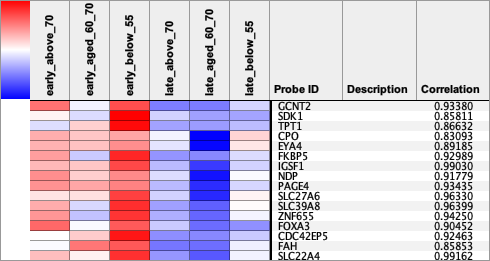 early_above_70
early_aged_60_70
early_below_55
late_above_70
late_aged_60_70
late_below_55
Probe ID Description Correlation
GCNT2 0.93380
SDK1 0.85811
TPT1 0.86632
CPO 0.83093
EYA4 0.89185
FKBP5 0.92989
IGSF1 0.99030
NDP 0.91779
PAGE4 0.93435
SLC27A6 0.96330
SLC39A8 0.96399
ZNF655 0.94250
FOXA3 0.90452
CDC42EP5 0.92463
FAH 0.85853
SLC22A4 0.99162